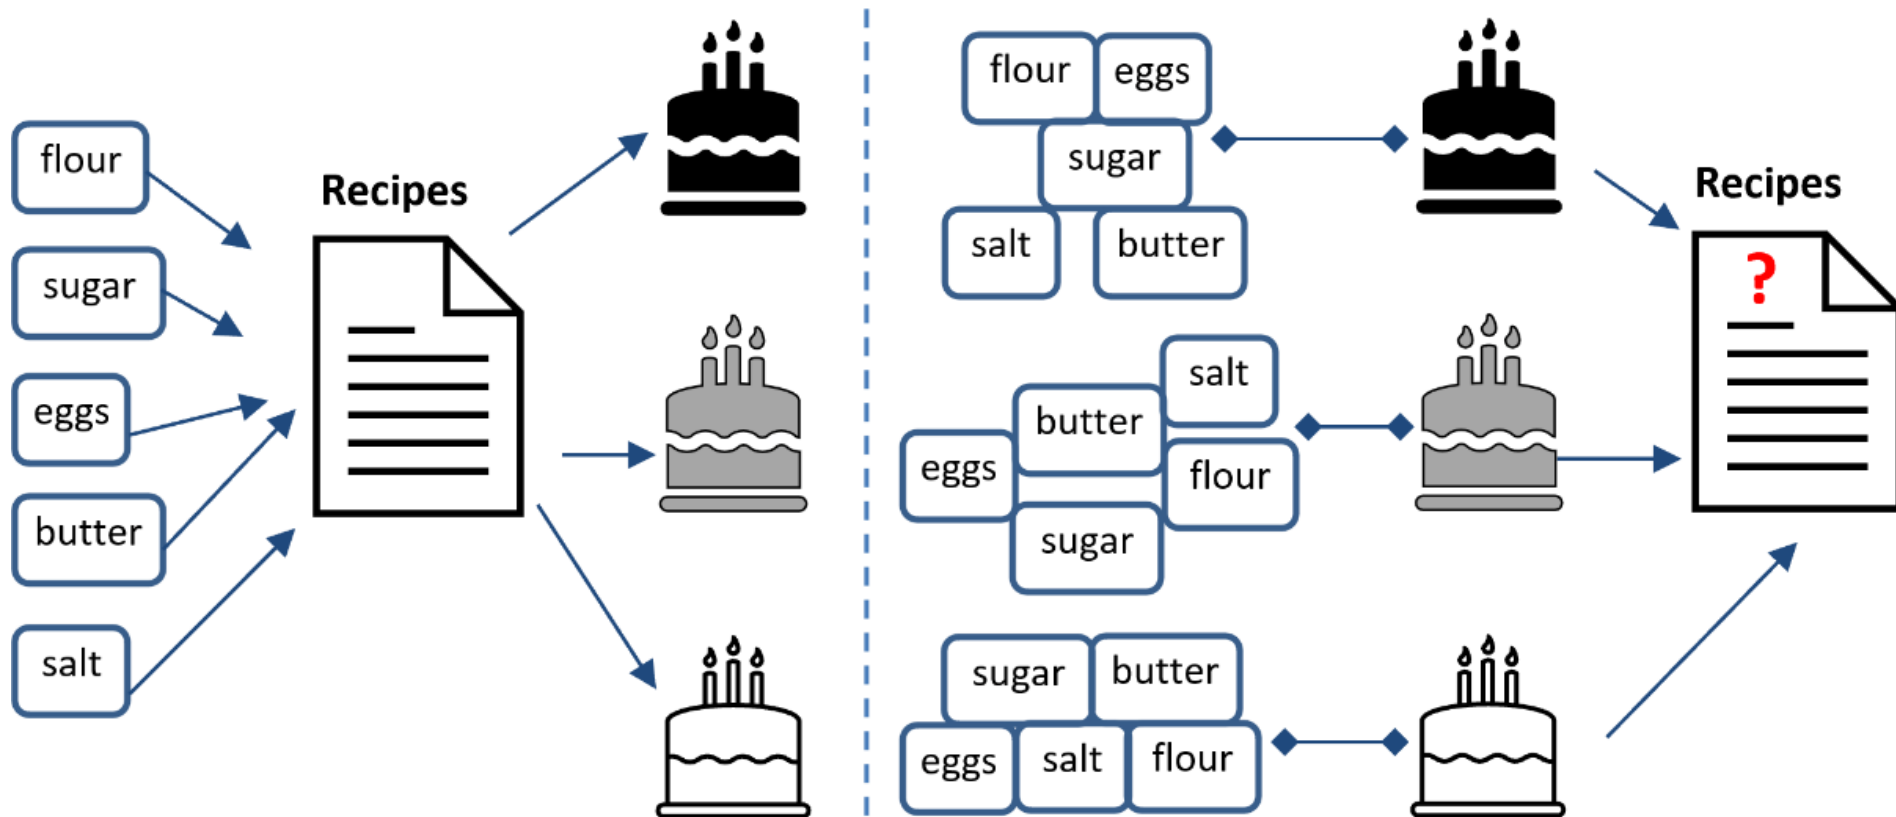 flour
sugar
eggs
butter
salt
Recipes
flour eggs
sugar
salt butter
salt
butter
eggs
flour
sugar
sugar butter
eggs salt flour
Recipes
?